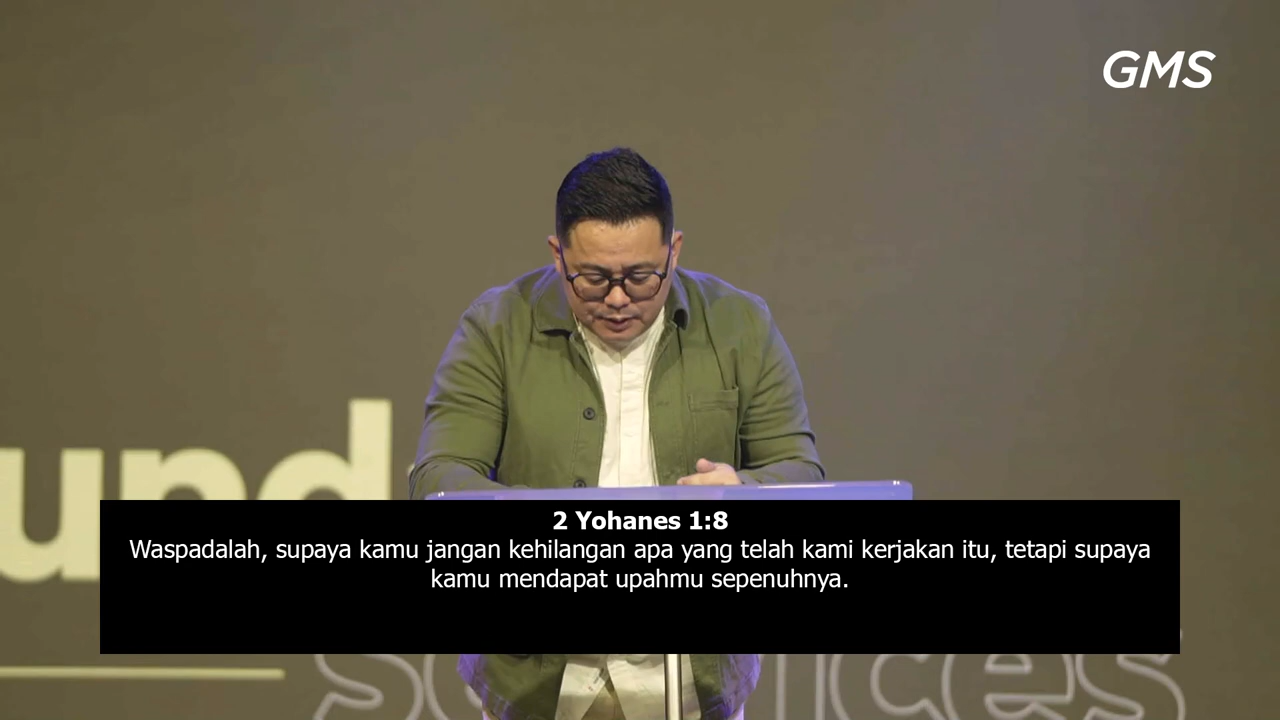 GMS
2 Yohanes 1:8
Waspadalah, supaya kamu jangan kehilangan apa yang telah kami kerjakan itu, tetapi supaya
kamu mendapat upahmu sepenuhnya.